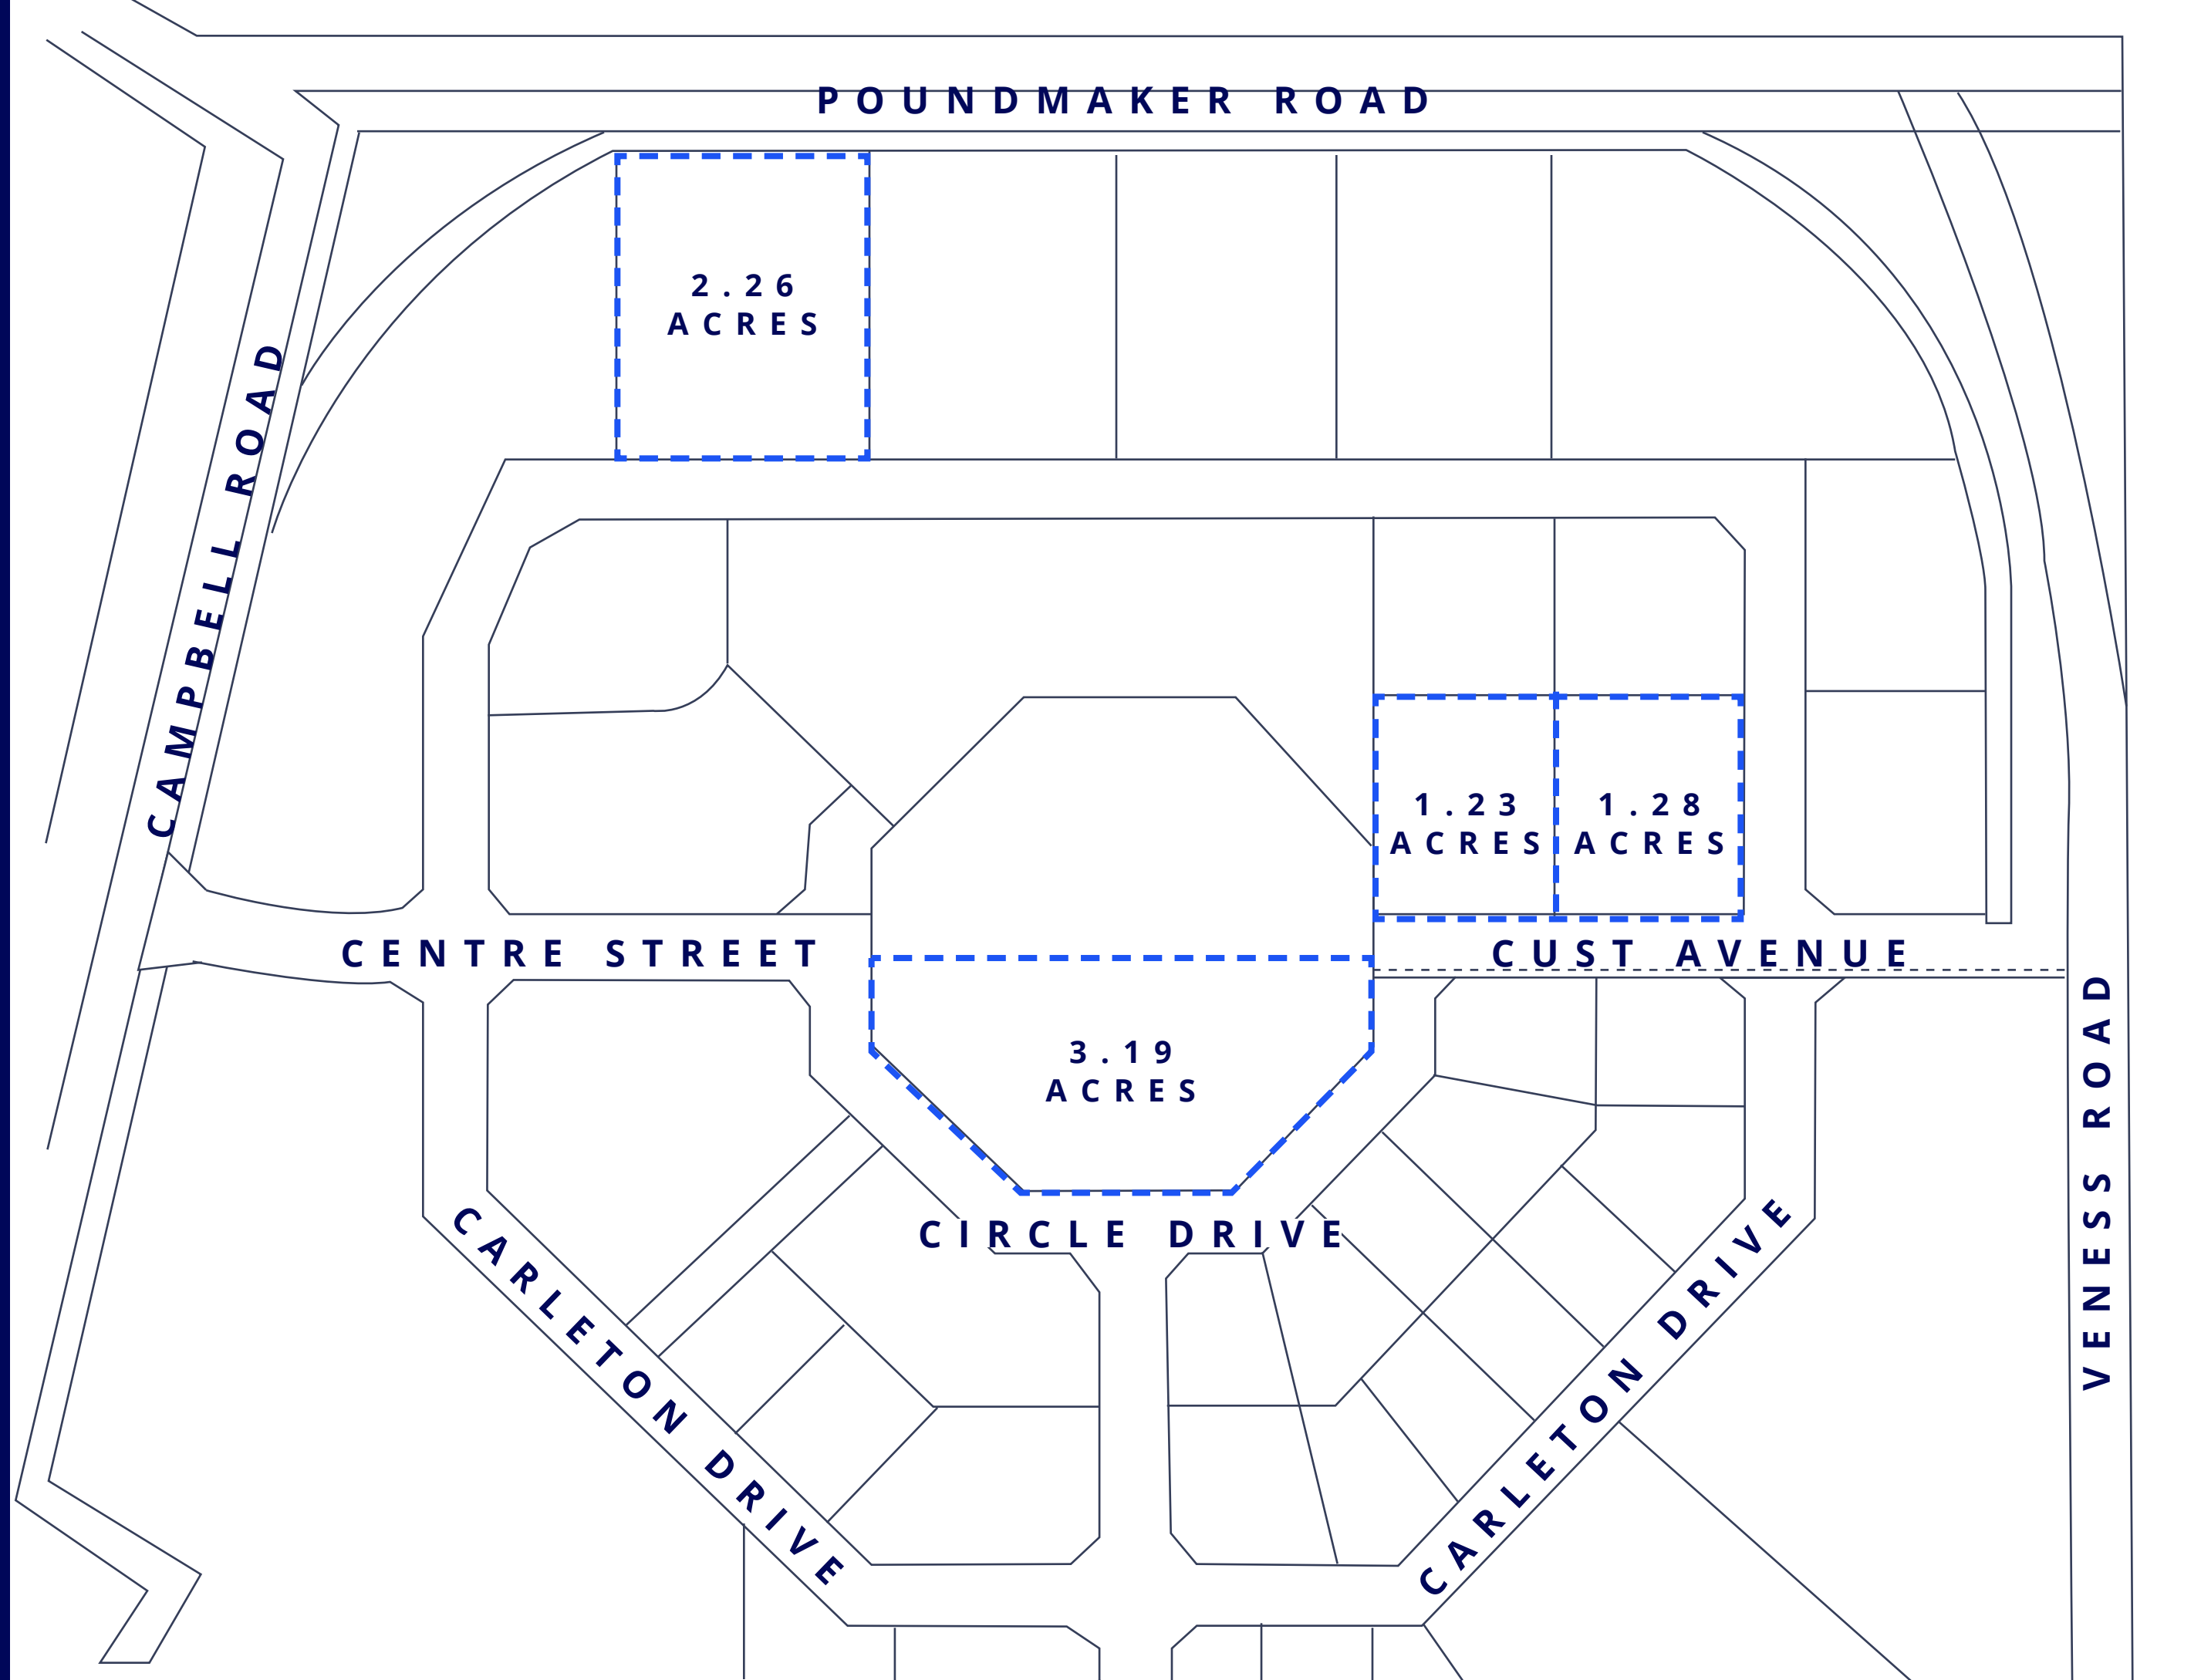 POUNDMAKER ROAD
2.26
ACRES
CAMPBELL ROAD
1.23
ACRES
1.28
ACRES
CENTRE STREET
CUST AVENUE
3.19
ACRES
VENESS ROAD
CIRCLE DRIVE
CARLETON DRIVE
CARLETON DRIVE